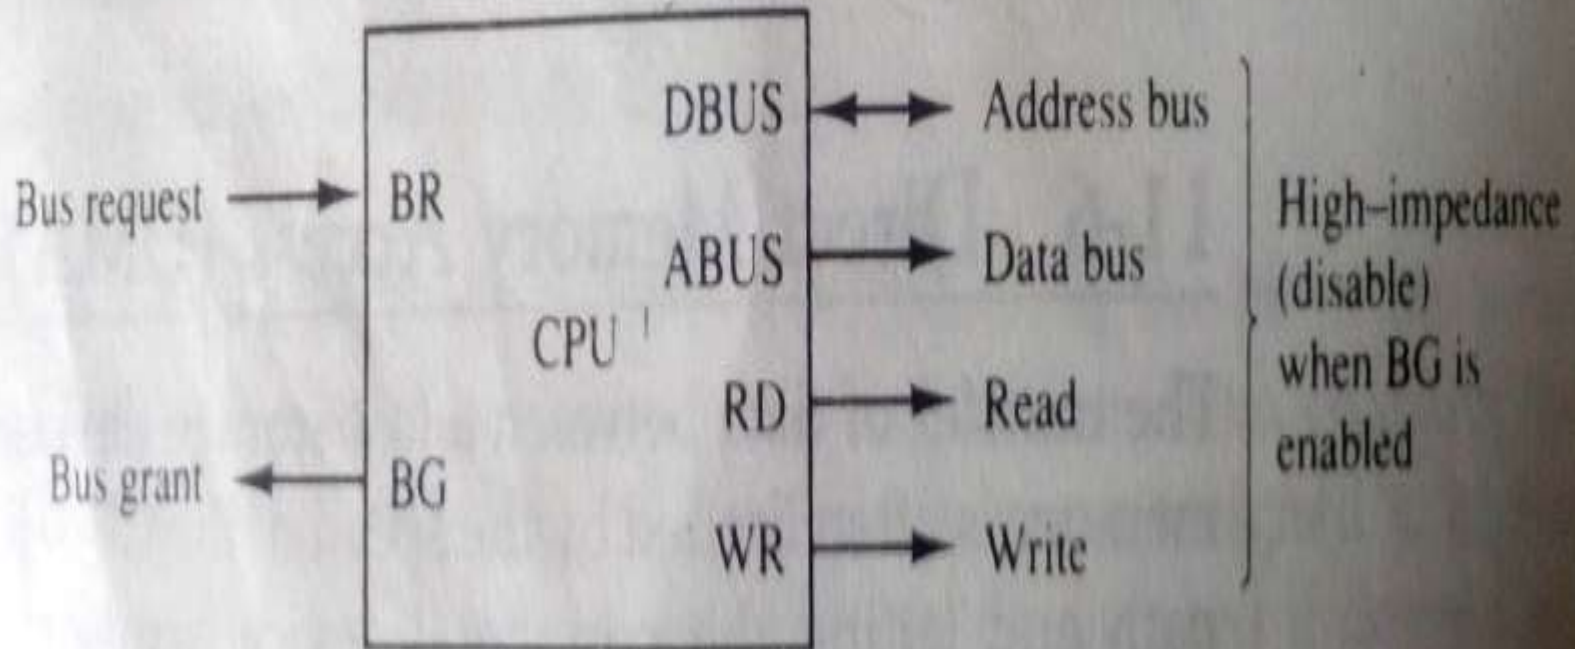 DBUS Address bus
Bus request BR High–impedance
ABUS Data bus (disable)
CPU when BG is
RD Read enabled
Bus grant BG
WR Write